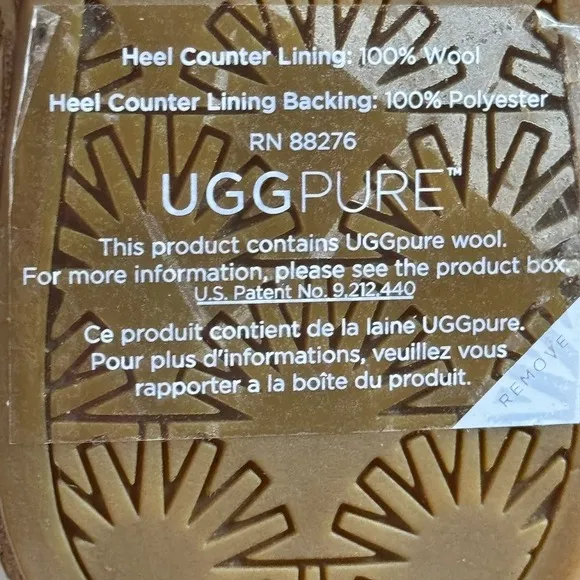 Heel Counter Lining: 100% Wool
Heel Counter Lining Backing: 100% Polyester
RN 88276
UGGPURE™
This product contains UGGpure wool.
For more information, please see the product box.
U.S. Patent No. 9,212,440
Ce produit contient de la laine UGGpure.
Pour plus d'informations, veuillez vous
rapporter a la boîte du produit.
REMOVE